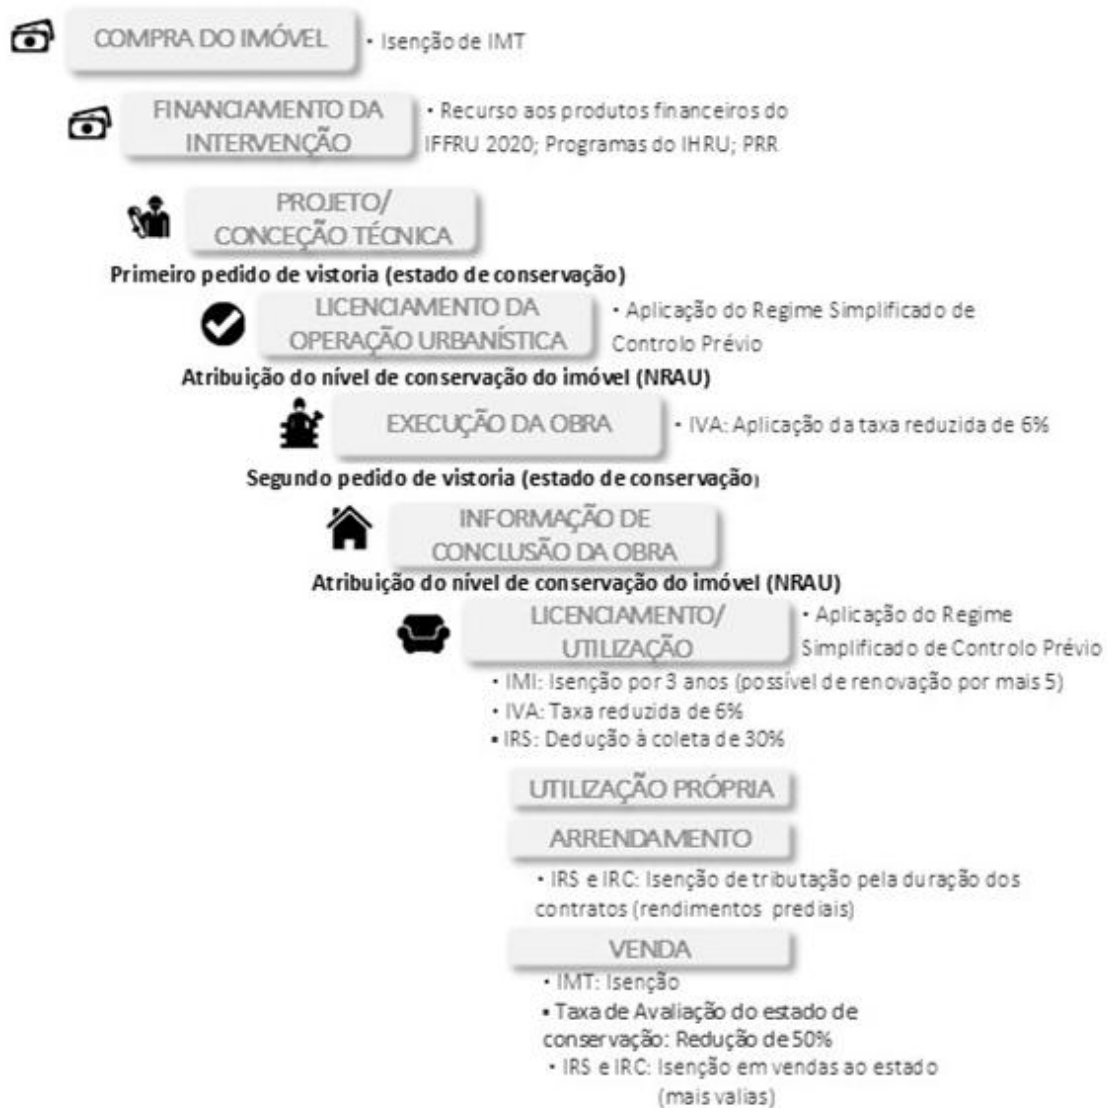 COMPRA DO IMÓVEL
• Isenção de IMT
FINANCIAMENTO DA
INTERVENÇÃO
• Recurso aos produtos financeiros do
IFFRU 2020; Programas do IHRU; PRR
PROJETO/
CONCEÇÃO TÉCNICA
Primeiro pedido de vistoria (estado de conservação)
LICENCIAMENTO DA
OPERAÇÃO URBANÍSTICA
• Aplicação do Regime Simplificado de
Controlo Prévio
Atribuição do nível de conservação do imóvel (NRAU)
EXECUÇÃO DA OBRA
• IVA: Aplicação da taxa reduzida de 6%
Segundo pedido de vistoria (estado de conservação)
INFORMAÇÃO DE
CONCLUSÃO DA OBRA
Atribuição do nível de conservação do imóvel (NRAU)
LICENCIAMENTO/
UTILIZAÇÃO
• Aplicação do Regime
Simplificado de Controlo Prévio
• IMI: Isenção por 3 anos (possível de renovação por mais 5)
• IVA: Taxa reduzida de 6%
▪ IRS: Dedução à coleta de 30%
UTILIZAÇÃO PRÓPRIA
ARRENDAMENTO
• IRS e IRC: Isenção de tributação pela duração dos
contratos (rendimentos prediais)
VENDA
• IMT: Isenção
▪ Taxa de Avaliação do estado de
conservação: Redução de 50%
• IRS e IRC: Isenção em vendas ao estado
(mais valias)